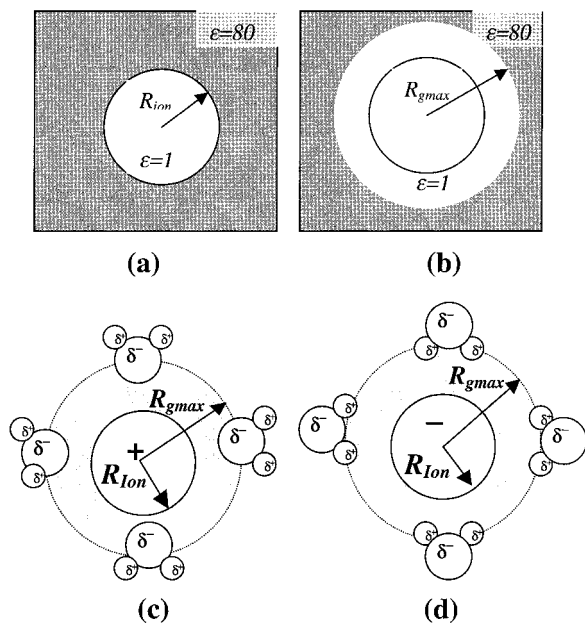 ε=80
R_ion
ε=1
(a)
ε=80
R_gmax
ε=1
(b)
δ+ δ+
δ−
R_gmax
δ+
δ+ δ−
δ− + δ+
δ+ R_Ion
δ−
δ+ δ+
(c)
δ−
δ+ δ+
R_gmax
δ+ δ+
δ− − δ−
δ+ R_Ion δ+
δ+ δ+
δ−
(d)